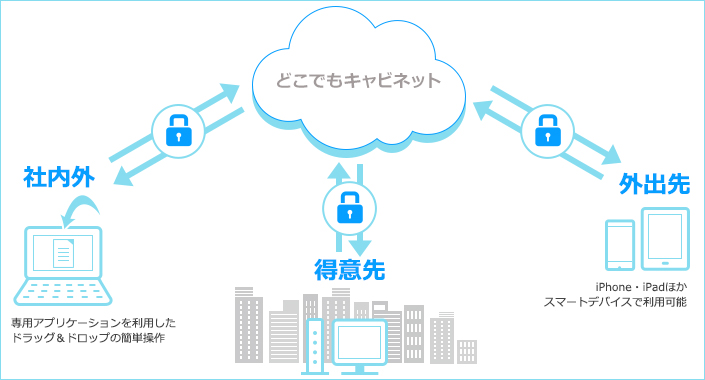 どこでもキャビネット
社内外
外出先
得意先
専用アプリケーションを利用した
ドラッグ＆ドロップの簡単操作
iPhone・iPadほか
スマートデバイスで利用可能